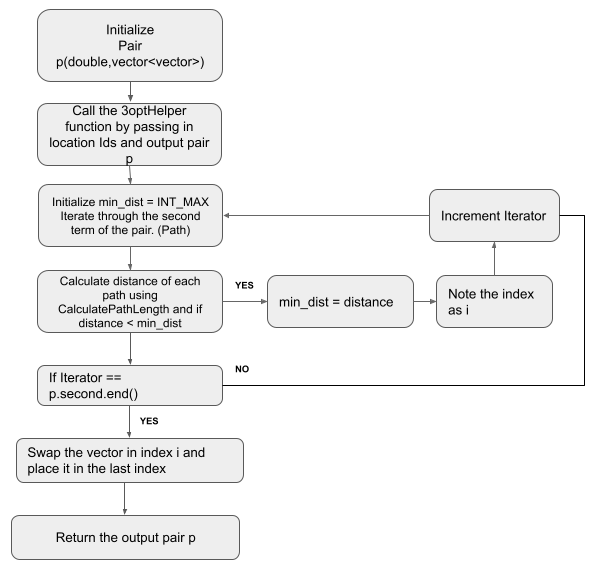 Initialize
Pair
p(double,vector<vector>)
Call the 3optHelper
function by passing in
location Ids and output pair
p
Initialize min_dist = INT_MAX
Iterate through the second
term of the pair. (Path)
Increment Iterator
Calculate distance of each
path using
CalculatePathLength and if
distance < min_dist
YES
min_dist = distance
Note the index
as i
If Iterator ==
p.second.end()
NO
YES
Swap the vector in index i and
place it in the last index
Return the output pair p